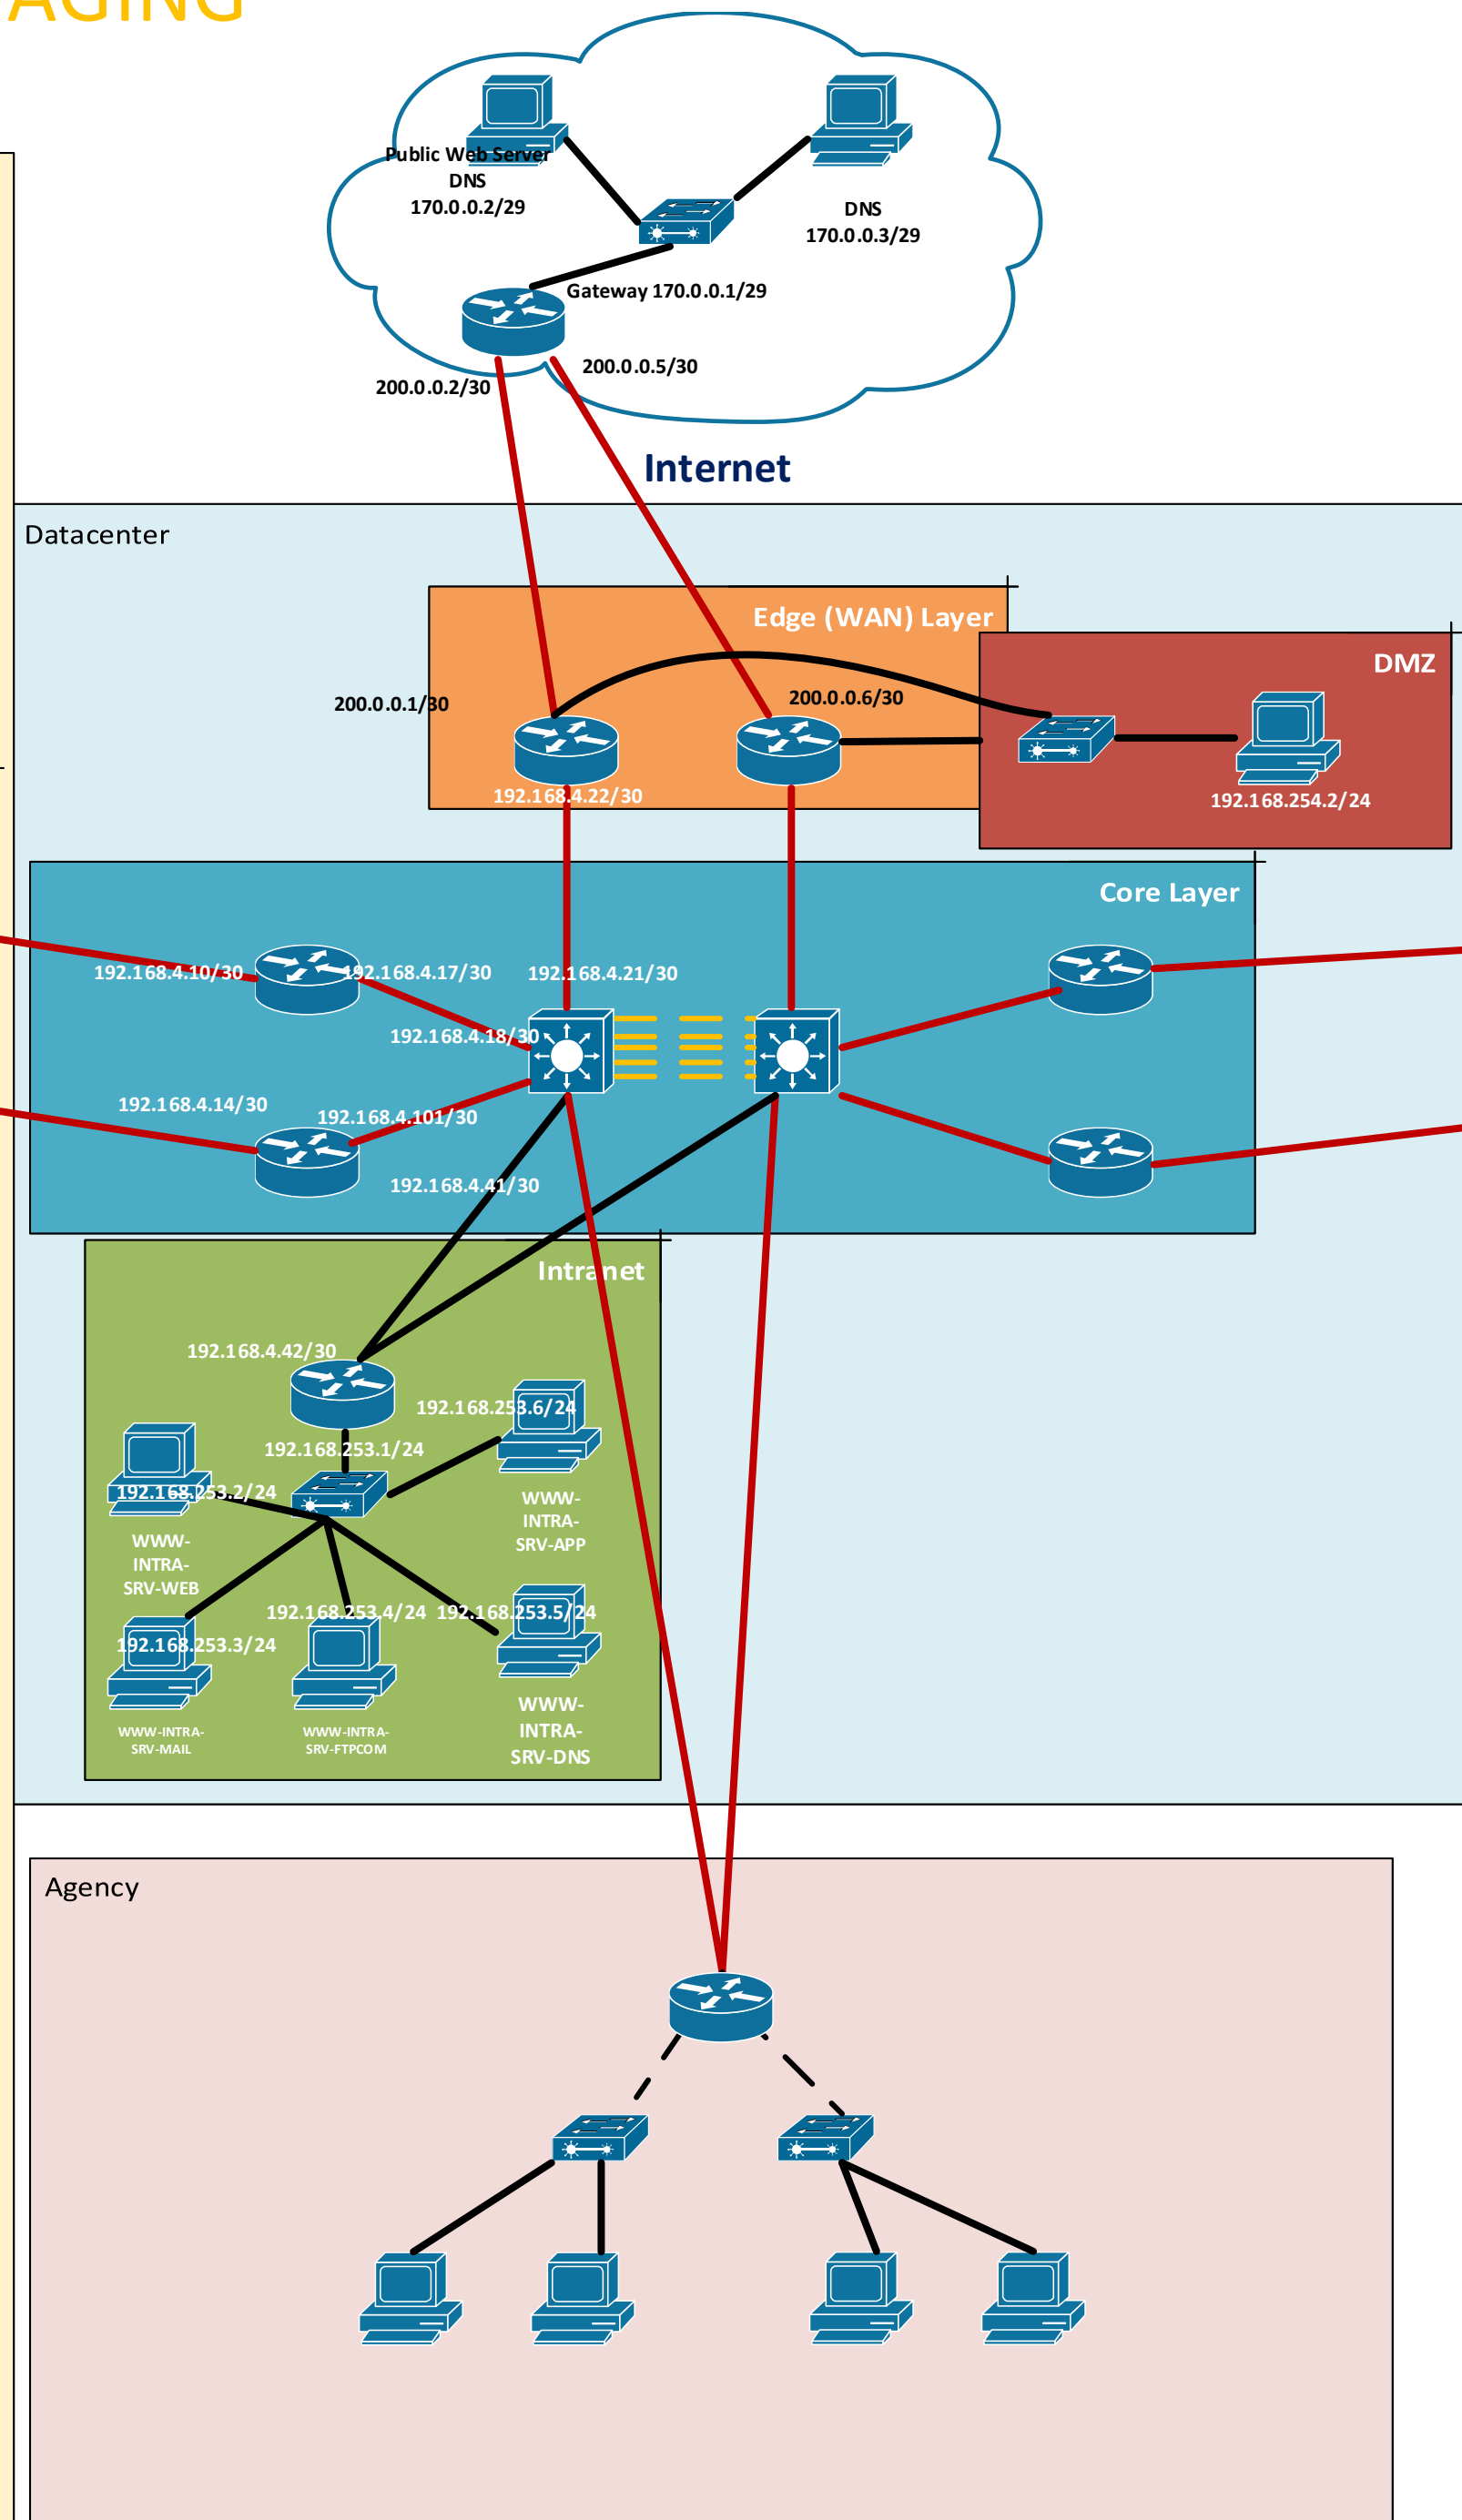 AGING
Public Web Server
DNS
170.0.0.2/29
DNS
170.0.0.3/29
Gateway 170.0.0.1/29
200.0.0.5/30
200.0.0.2/30
Internet
Datacenter
Edge (WAN) Layer
DMZ
200.0.0.1/30
200.0.0.6/30
192.168.4.22/30
192.168.254.2/24
Core Layer
192.168.4.10/30
192.168.4.17/30
192.168.4.21/30
192.168.4.18/30
192.168.4.14/30
192.168.4.101/30
192.168.4.41/30
Intranet
192.168.4.42/30
192.168.253.6/24
192.168.253.1/24
192.168.253.2/24
WWW-
INTRA-
SRV-APP
WWW-
INTRA-
SRV-WEB
192.168.253.4/24
192.168.253.5/24
192.168.253.3/24
WWW-INTRA-
SRV-MAIL
WWW-INTRA-
SRV-FTPCOM
WWW-
INTRA-
SRV-DNS
Agency